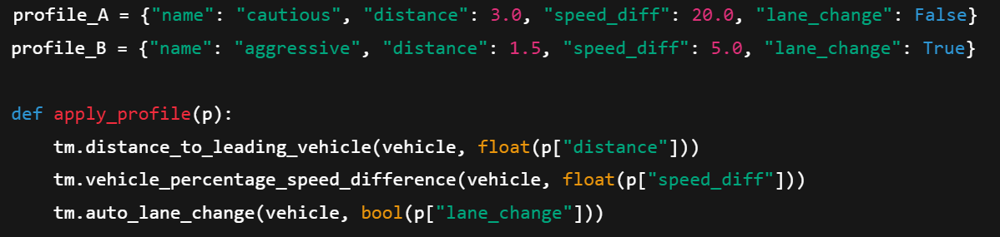 profile_A = {"name": "cautious", "distance": 3.0, "speed_diff": 20.0, "lane_change": False}
profile_B = {"name": "aggressive", "distance": 1.5, "speed_diff": 5.0, "lane_change": True}
def apply_profile(p):
    tm.distance_to_leading_vehicle(vehicle, float(p["distance"]))
    tm.vehicle_percentage_speed_difference(vehicle, float(p["speed_diff"]))
    tm.auto_lane_change(vehicle, bool(p["lane_change"]))